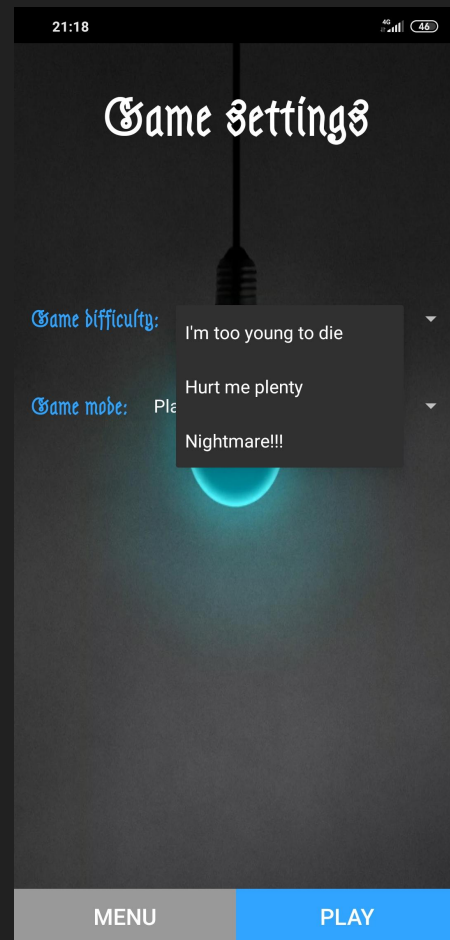 21:18
4G
46
Game settings
Game difficulty:
I'm too young to die
Hurt me plenty
Game mode:
Nightmare!!!
MENU
PLAY